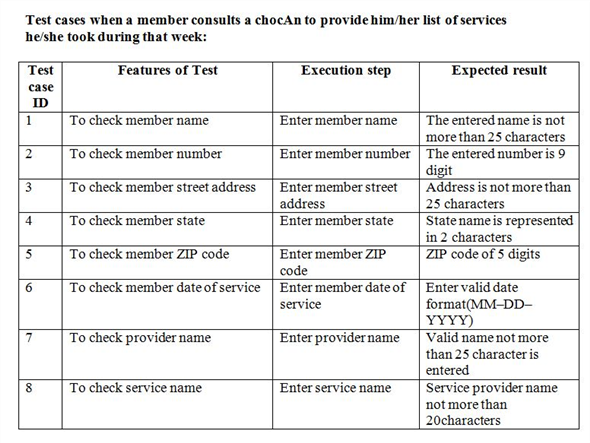 Test cases when a member consults a chocAn to provide him/her list of services
he/she took during that week:
Test case ID Features of Test Execution step Expected result
1 To check member name Enter member name The entered name is not more than 25 characters
2 To check member number Enter member number The entered number is 9 digit
3 To check member street address Enter member street address Address is not more than 25 characters
4 To check member state Enter member state State name is represented in 2 characters
5 To check member ZIP code Enter member ZIP code ZIP code of 5 digits
6 To check member date of service Enter member date of service Enter valid date format(MM–DD–YYYY)
7 To check provider name Enter provider name Valid name not more than 25 character is entered
8 To check service name Enter service name Service provider name not more than 20characters